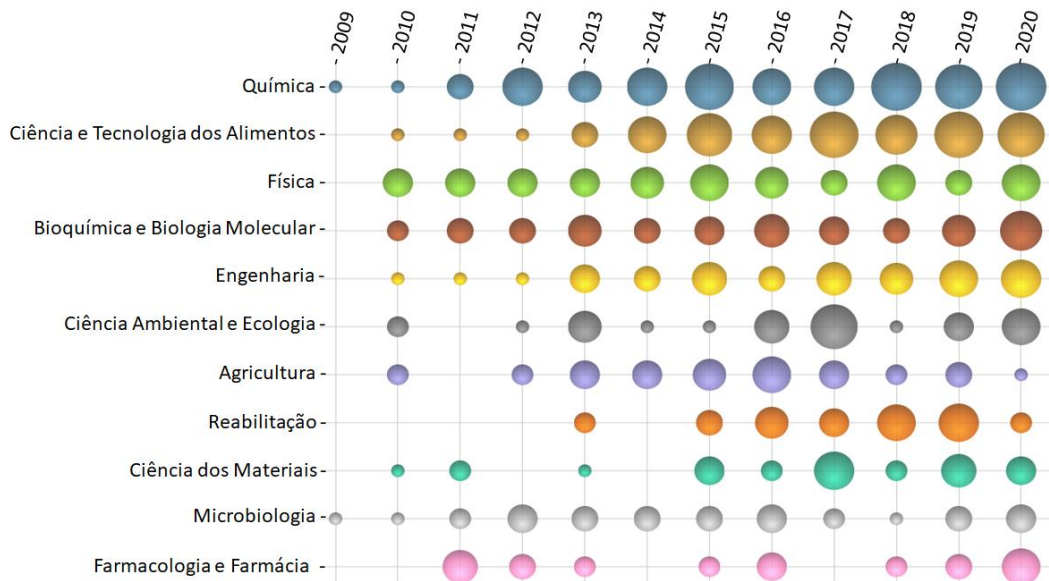 2009 2010 2011 2012 2013 2014 2015 2016 2017 2018 2019 2020
Química
Ciência e Tecnologia dos Alimentos
Física
Bioquímica e Biologia Molecular
Engenharia
Ciência Ambiental e Ecologia
Agricultura
Reabilitação
Ciência dos Materiais
Microbiologia
Farmacologia e Farmácia